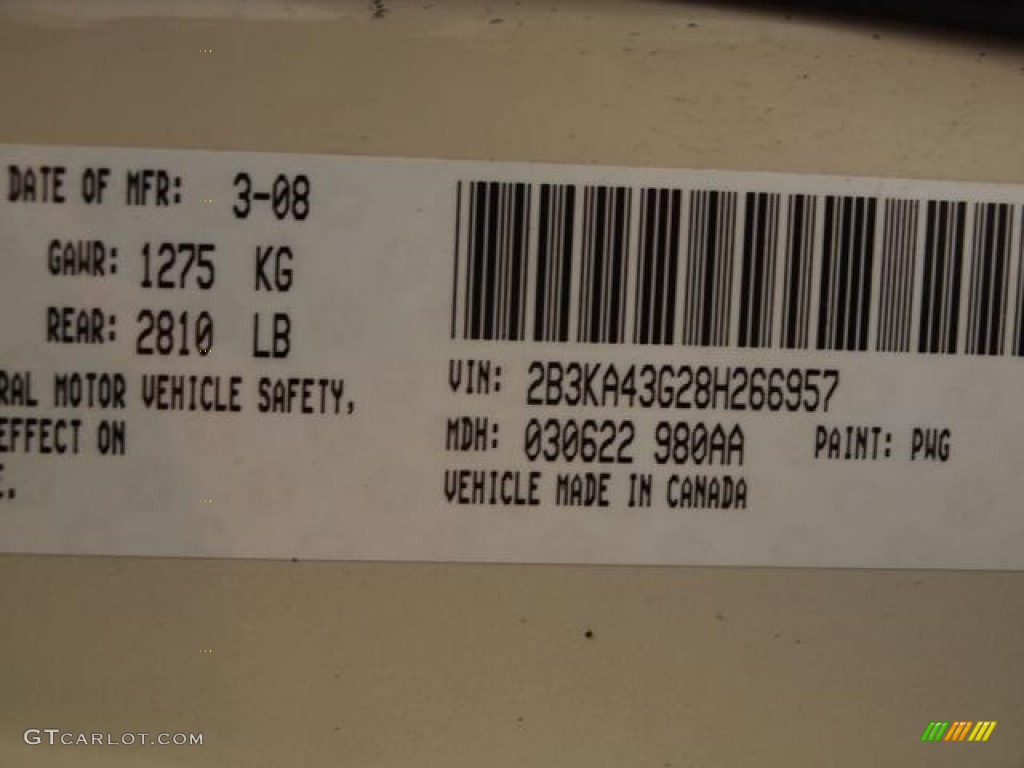 DATE OF MFR: 3-08
GAWR: 1275 KG
REAR: 2810 LB
RAL MOTOR VEHICLE SAFETY,
EFFECT ON
VIN: 2B3KA43G28H266957
MDH: 030622 980AA PAINT: PWG
VEHICLE MADE IN CANADA
GTCARLOT.COM